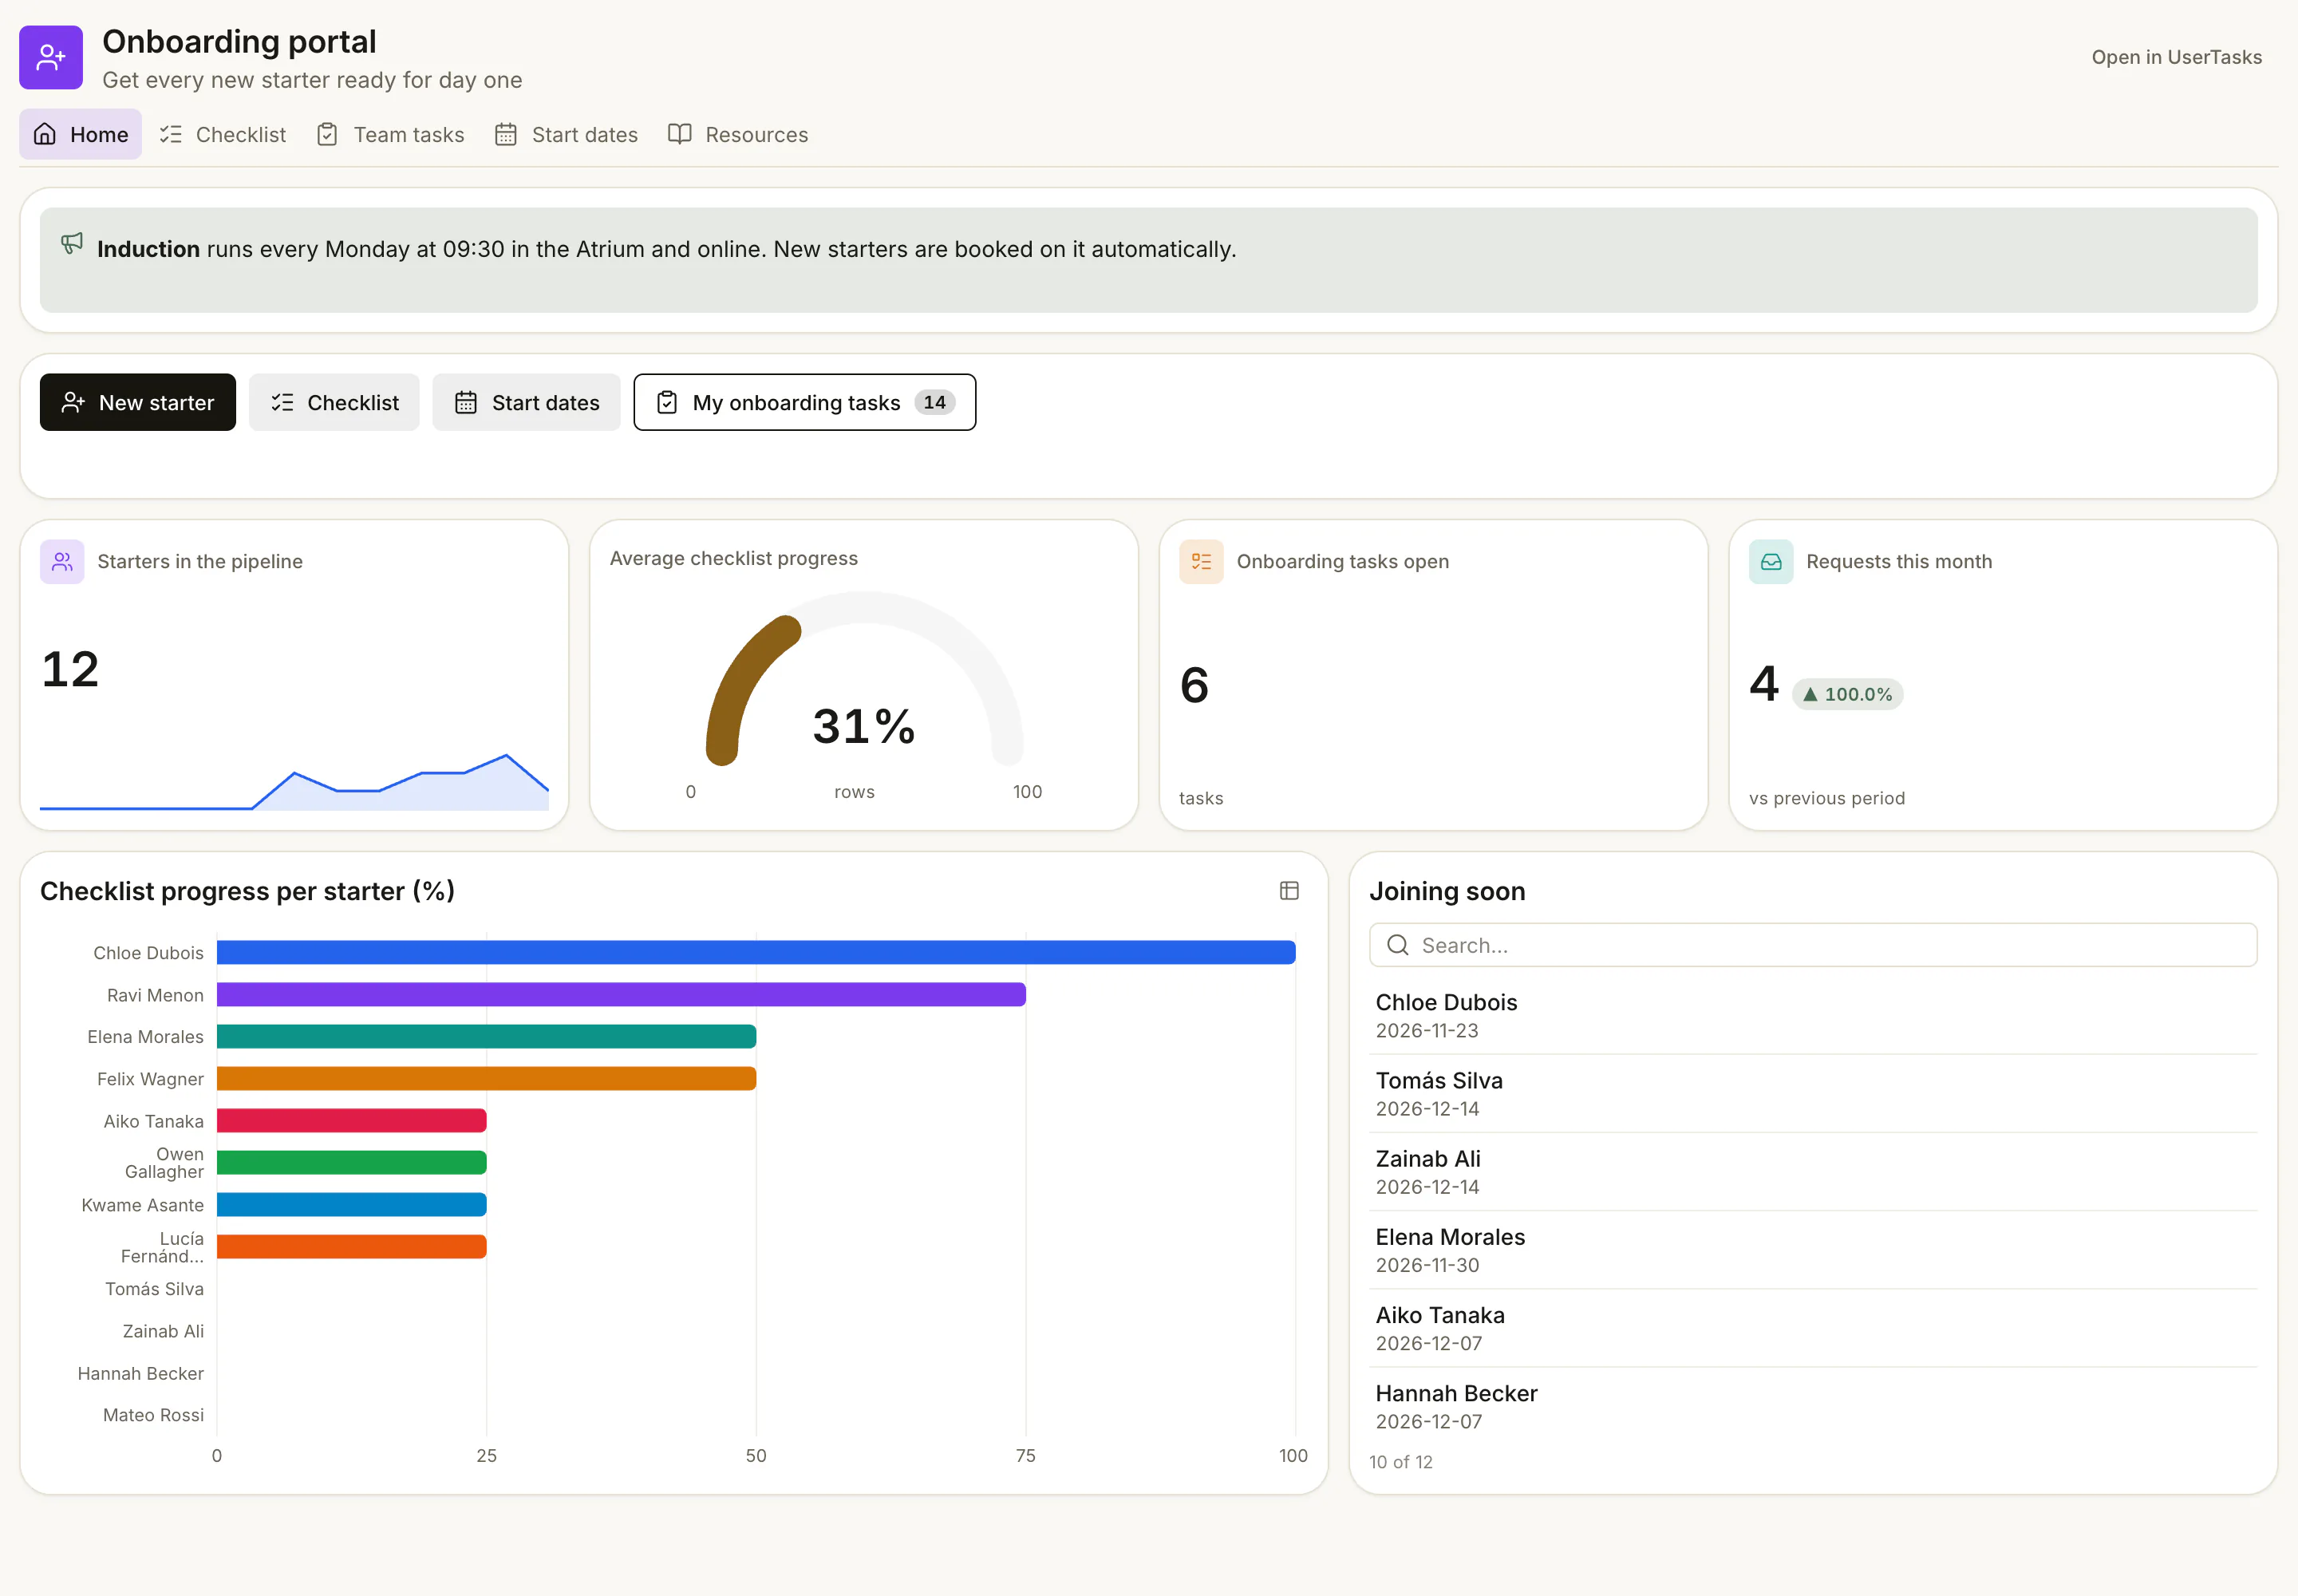 Onboarding portal
Get every new starter ready for day one
Open in UserTasks
Home
Checklist
Team tasks
Start dates
Resources
Induction runs every Monday at 09:30 in the Atrium and online. New starters are booked on it automatically.
New starter
Checklist
Start dates
My onboarding tasks 14
Starters in the pipeline
12
Average checklist progress
31%
0
rows
100
Onboarding tasks open
6
tasks
Requests this month
4
▲ 100.0%
vs previous period
Checklist progress per starter (%)
Chloe Dubois
Ravi Menon
Elena Morales
Felix Wagner
Aiko Tanaka
Owen
Gallagher
Kwame Asante
Lucía
Fernánd...
Tomás Silva
Zainab Ali
Hannah Becker
Mateo Rossi
0
25
50
75
100
Joining soon
Search...
Chloe Dubois
2026-11-23
Tomás Silva
2026-12-14
Zainab Ali
2026-12-14
Elena Morales
2026-11-30
Aiko Tanaka
2026-12-07
Hannah Becker
2026-12-07
10 of 12